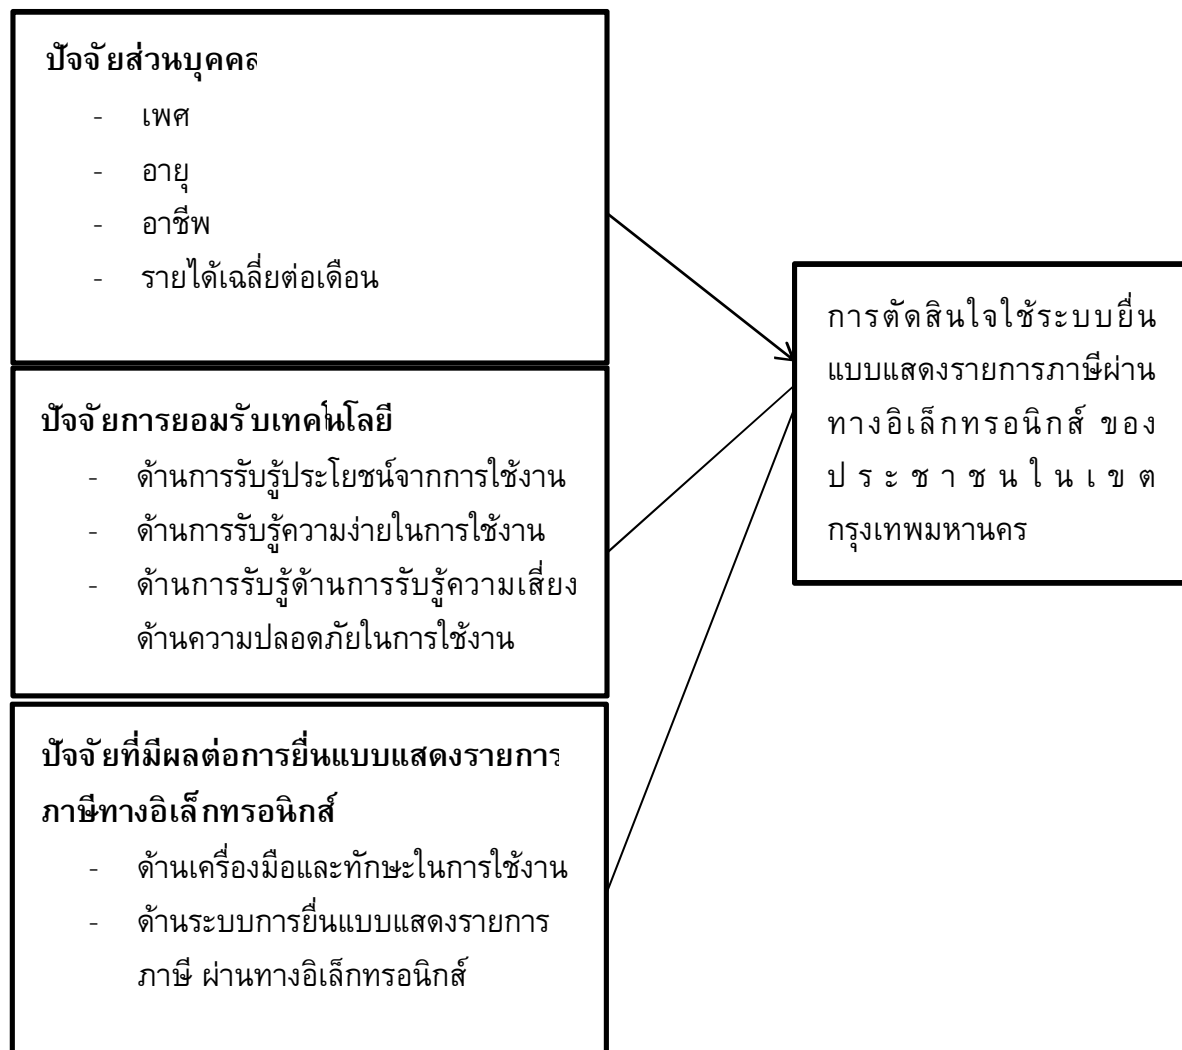 ปัจจัยส่วนบุคคล
- เพศ
- อายุ
- อาชีพ
- รายได้เฉลี่ยต่อเดือน
ปัจจัยการยอมรับเทคโนโลยี
- ด้านการรับรู้ประโยชน์จากการใช้งาน
- ด้านการรับรู้ความง่ายในการใช้งาน
- ด้านการรับรู้ด้านการรับรู้ความเสี่ยง
ด้านความปลอดภัยในการใช้งาน
ปัจจัยที่มีผลต่อการยื่นแบบแสดงรายการ
ภาษีทางอิเล็กทรอนิกส์
- ด้านเครื่องมือและทักษะในการใช้งาน
- ด้านระบบการยื่นแบบแสดงรายการ
ภาษี ผ่านทางอิเล็กทรอนิกส์
การตัดสินใจใช้ระบบยื่น
แบบแสดงรายการภาษีผ่าน
ทางอิเล็กทรอนิกส์ ของ
ประชาชนในเขต
กรุงเทพมหานคร